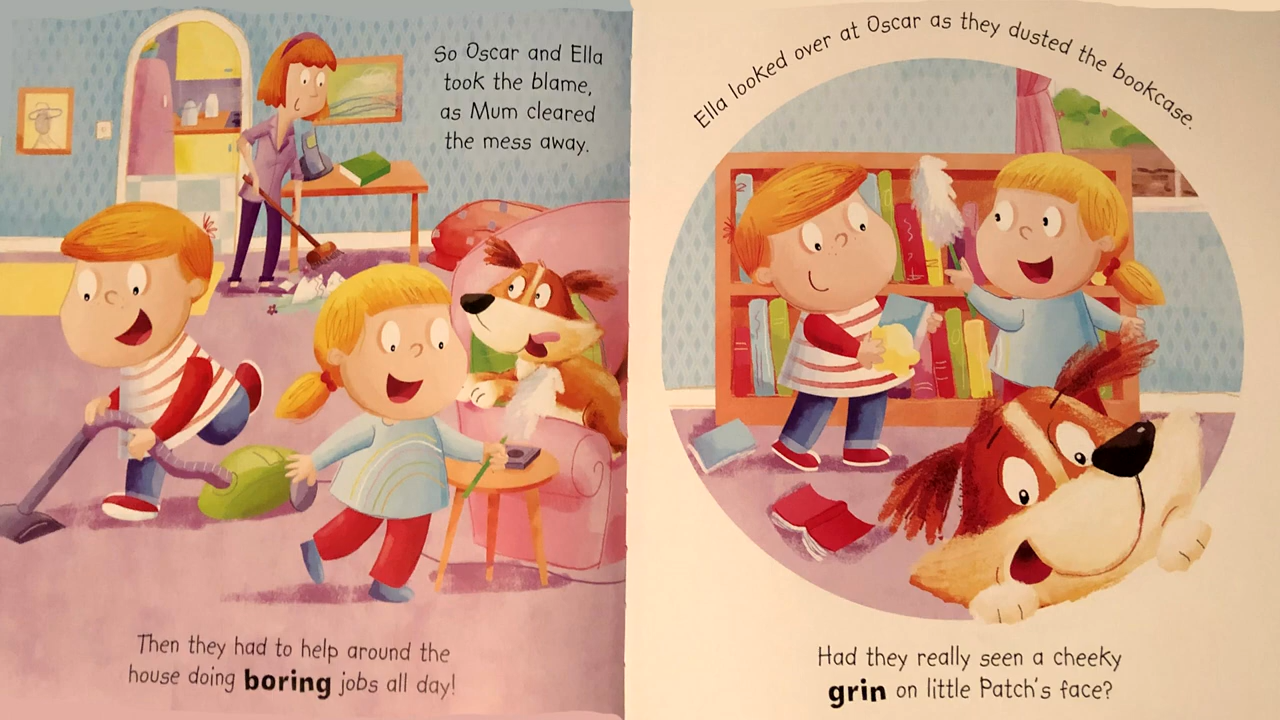 So Oscar and Ella
took the blame,
as Mum cleared
the mess away.
Then they had to help around the
house doing boring jobs all day!
Ella looked over at Oscar as they dusted the bookcase.
Had they really seen a cheeky
grin on little Patch's face?